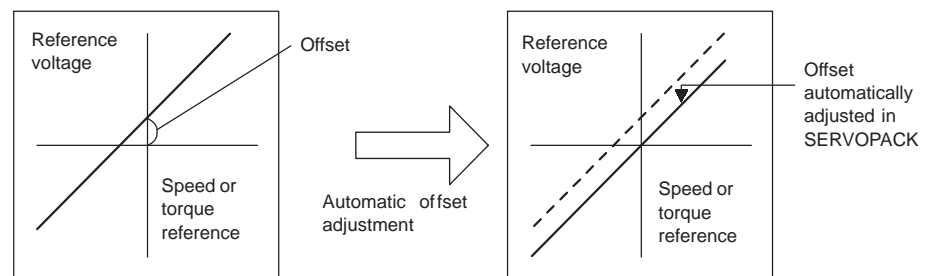 Reference
voltage
Offset
Speed or
torque
reference
Automatic offset
adjustment
Reference
voltage
Speed or
torque
reference
Offset
automatically
adjusted in
SERVOPACK